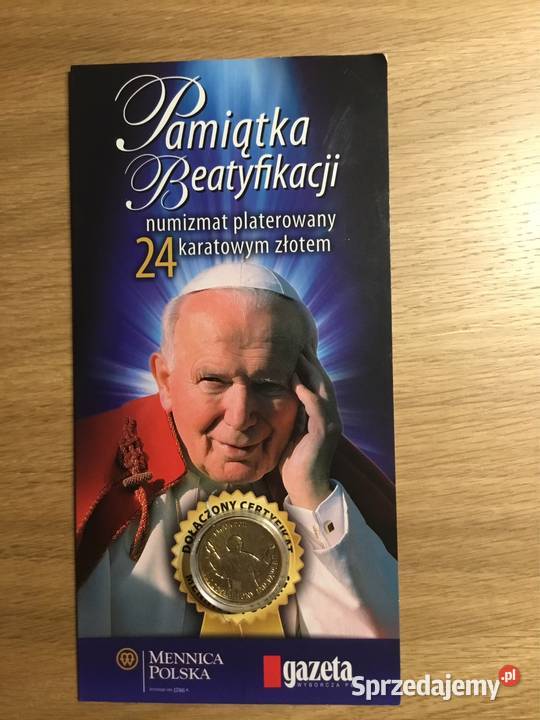 Pamiątka
Beatyfikacji
numizmat platerowany
24 karatowym złotem
DOŁĄCZONY CERTYFIKAT
MENNICA
POLSKA
gazeta
WYBORCZA
Sprzedajemy.pl